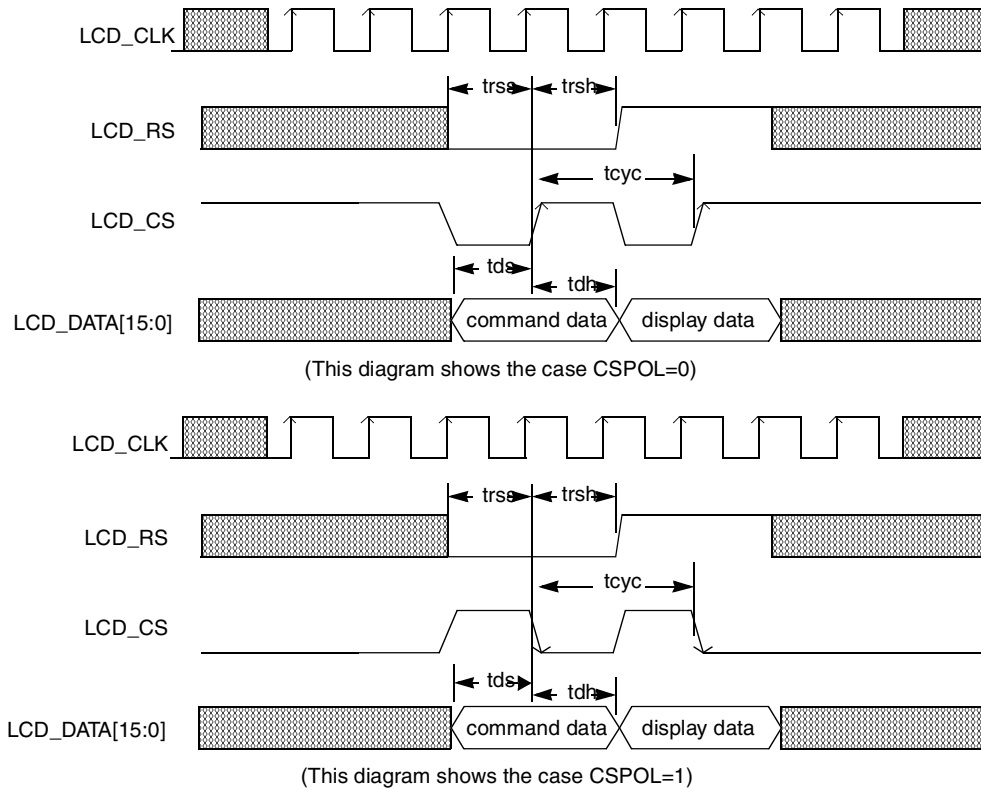 LCD_CLK
trss trsh
LCD_RS
tcyc
LCD_CS
tds
tdh
LCD_DATA[15:0] command data display data
(This diagram shows the case CSPOL=0)
LCD_CLK
trss trsh
LCD_RS
tcyc
LCD_CS
tds
tdh
LCD_DATA[15:0] command data display data
(This diagram shows the case CSPOL=1)